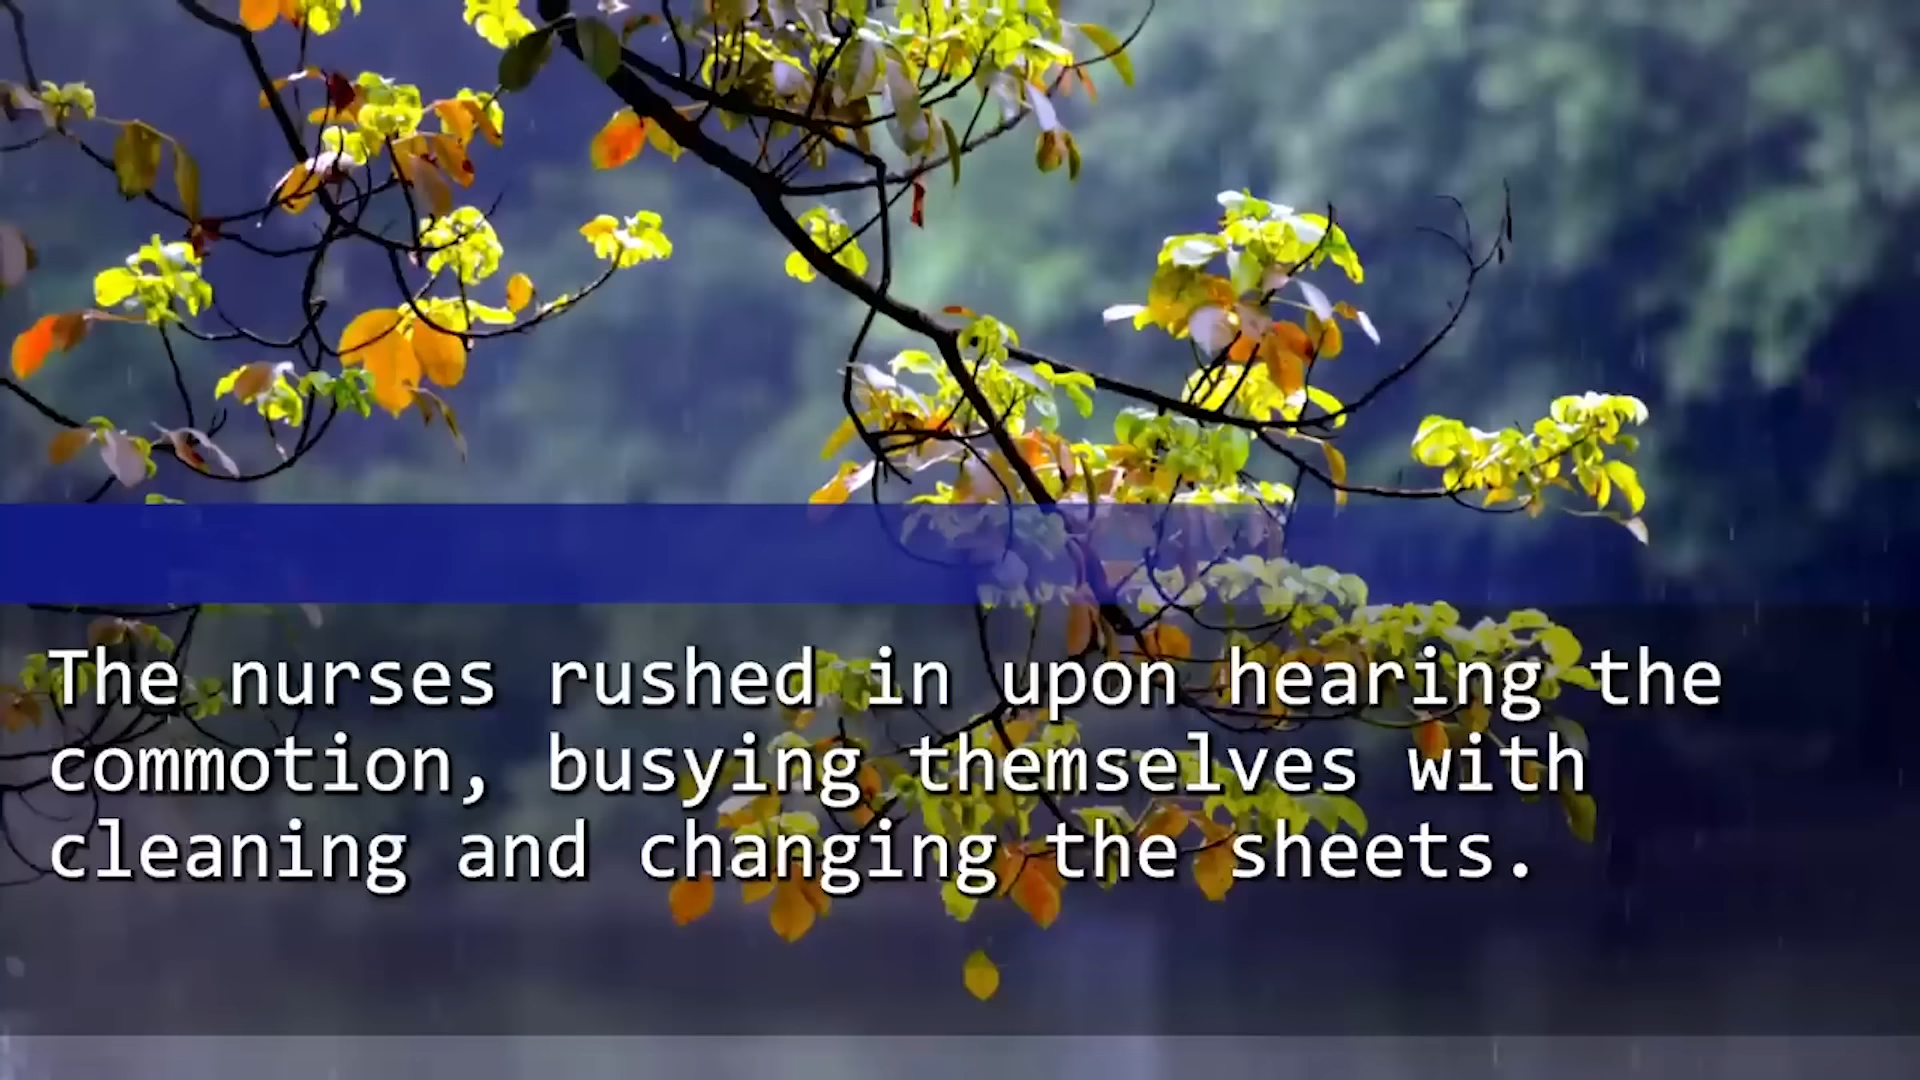 The nurses rushed in upon hearing the
commotion, busying themselves with
cleaning and changing the sheets.